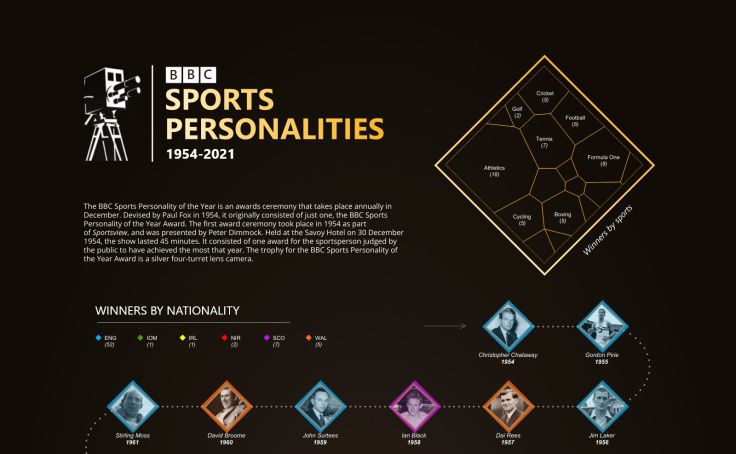 BBC
SPORTS
PERSONALITIES
1954-2021
The BBC Sports Personality of the Year is an awards ceremony that takes place annually in
December. Devised by Paul Fox in 1954, it originally consisted of just one, the BBC Sports
Personality of the Year Award. The first award ceremony took place in 1954 as part
of Sportsview, and was presented by Peter Dimmock. Held at the Savoy Hotel on 30 December
1954, the show lasted 45 minutes. It consisted of one award for the sportsperson judged by
the public to have achieved the most that year. The trophy for the BBC Sports Personality of
the Year Award is a silver four-turret lens camera.
Cricket
(5)
Golf
(2)
Football
(5)
Tennis
(7)
Formula One
(8)
Athletics
(18)
Cycling
(5)
Boxing
(5)
Winners by sports
WINNERS BY NATIONALITY
ENG
(52)
IOM
(1)
IRL
(1)
NIR
(2)
SCO
(7)
WAL
(5)
Christopher Chataway
1954
Gordon Pirie
1955
Stirling Moss
1961
David Broome
1960
John Surtees
1959
Ian Black
1958
Dai Rees
1957
Jim Laker
1956